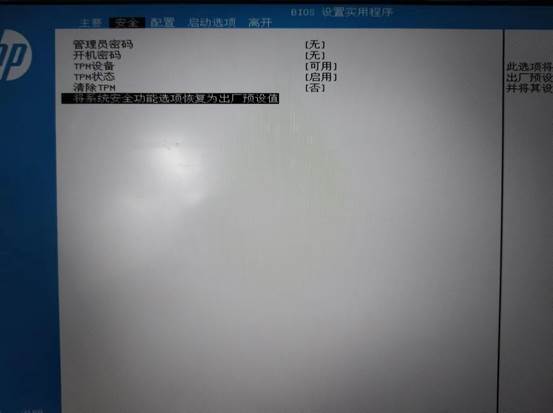 BIOS 设置实用程序
主要 安全 配置 启动选项 离开
hp
管理员密码 [无]
开机密码 [无]
TPM设备 [可用]
TPM状态 [启用]
清除TPM [否]
将系统安全功能选项恢复为出厂预设值
此选项将
出厂预设
并将其设